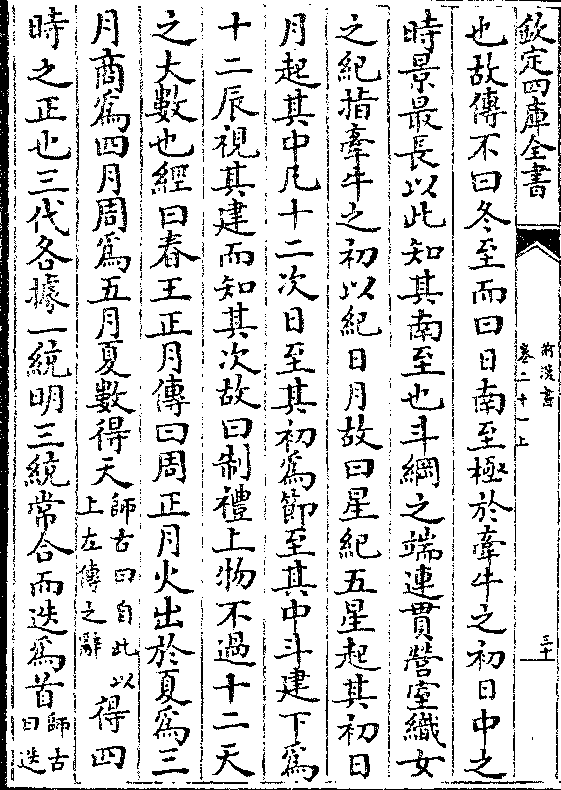 欽定四庫全書
前漢書
卷二十一上
三十
也故傳不曰冬至而曰日南至極於牽牛之初日中之
時景最長以此知其南至也斗綱之端連貫營室織女
之紀指牽牛之初以紀日月故曰星紀五星起其初日
月起其中凡十二次日至其初為節至其中斗建下為
十二辰視其建而知其次故曰制禮上物不過十二天
之大數也經曰春王正月傳曰周正月火出於夏為三
月商為四月周為五月夏數得天師古曰自此以上左傳之辭得四
時之正也三代各據一統明三統常合而迭為首師古曰迭